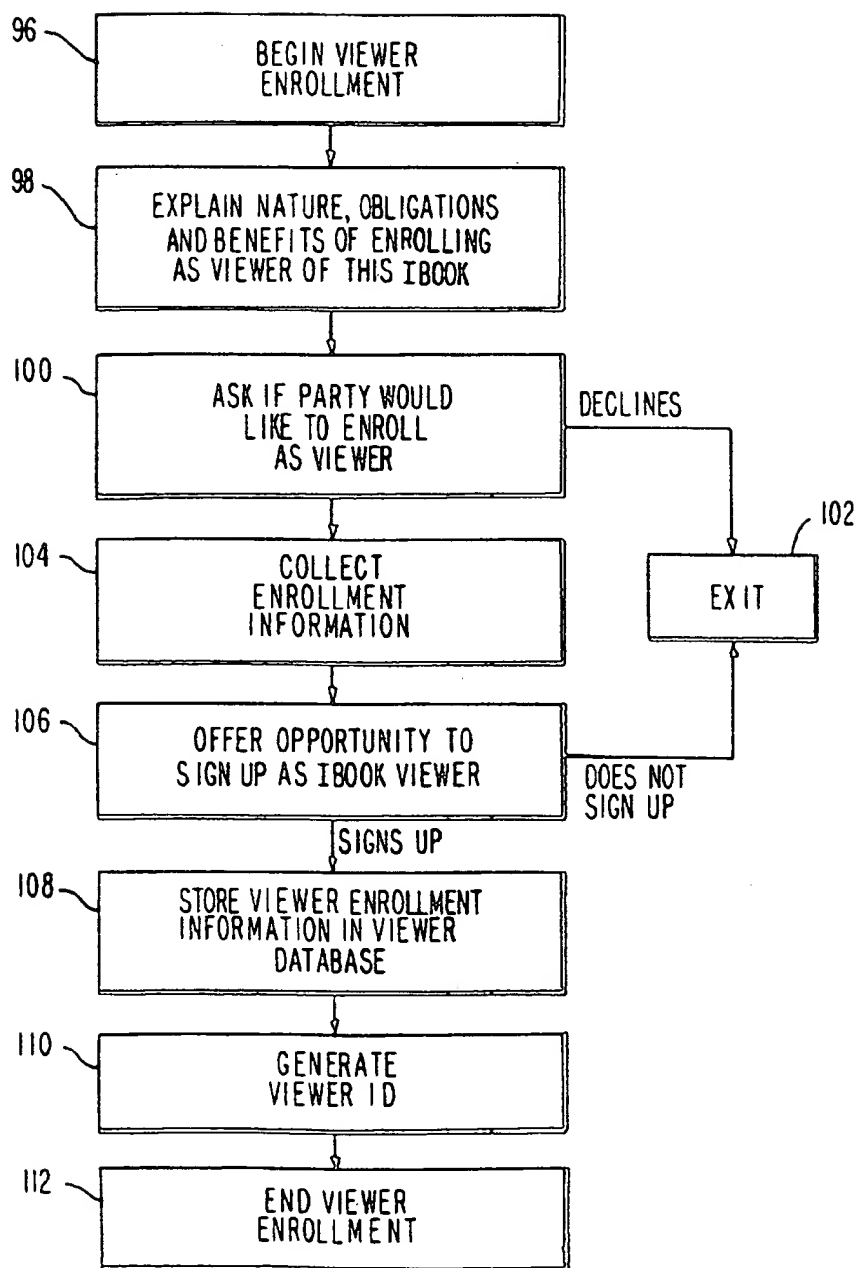 96
BEGIN VIEWER
ENROLLMENT
98
EXPLAIN NATURE, OBLIGATIONS
AND BENEFITS OF ENROLLING
AS VIEWER OF THIS IBOOK
100
ASK IF PARTY WOULD
LIKE TO ENROLL
AS VIEWER
DECLINES
102
EXIT
104
COLLECT
ENROLLMENT
INFORMATION
106
OFFER OPPORTUNITY TO
SIGN UP AS IBOOK VIEWER
DOES NOT
SIGN UP
SIGNS UP
108
STORE VIEWER ENROLLMENT
INFORMATION IN VIEWER
DATABASE
110
GENERATE
VIEWER ID
112
END VIEWER
ENROLLMENT